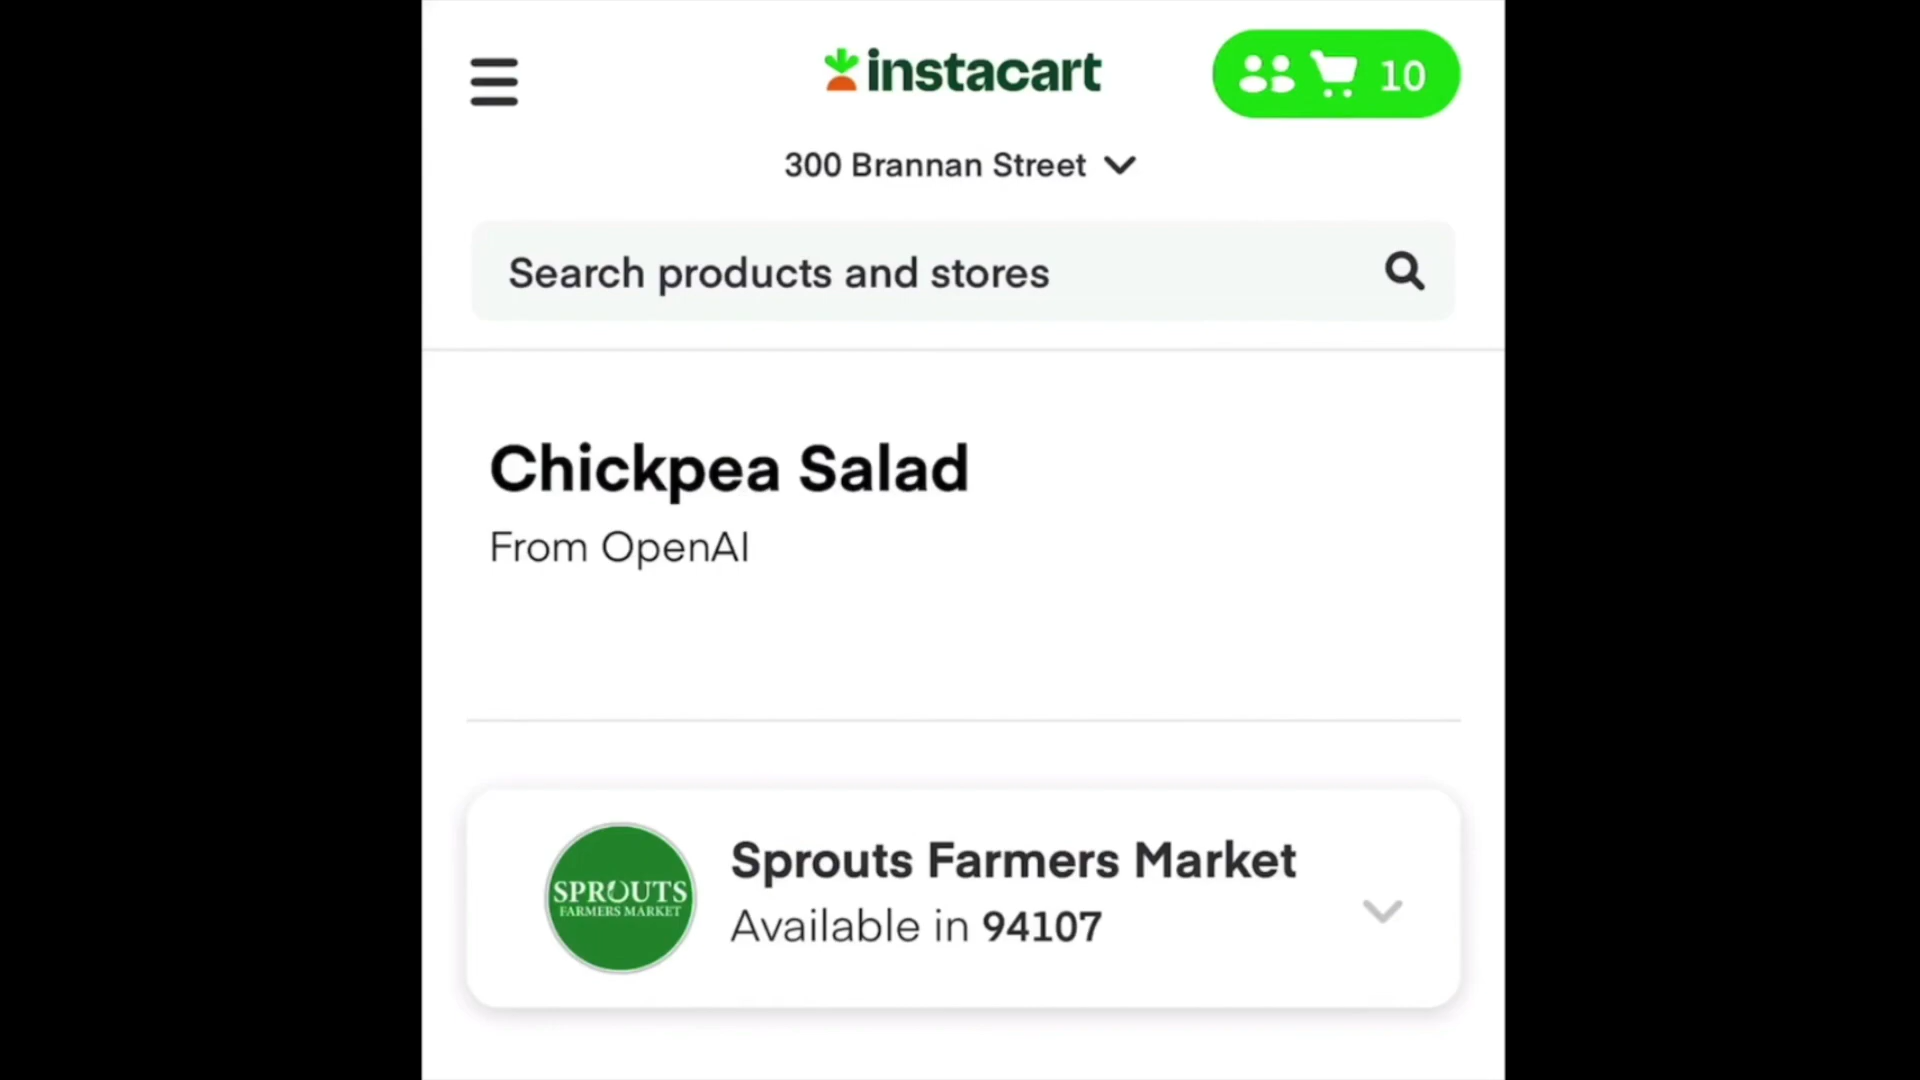 instacart
10
300 Brannan Street
Search products and stores
Chickpea Salad
From OpenAI
SPROUTS
FARMERS MARKET
Sprouts Farmers Market
Available in 94107